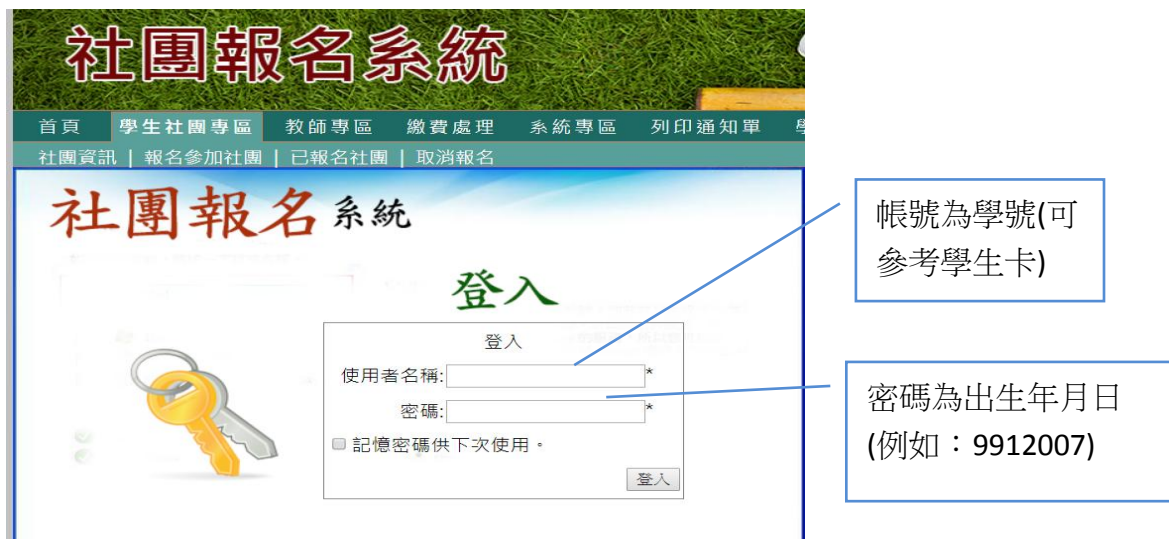 社團報名系統
首頁 學生社團專區 教師專區 繳費處理 系統專區 列印通知單
社團資訊 | 報名參加社團 | 已報名社團 | 取消報名
社團報名系統
登入
登入
使用者名稱: *
密碼: *
記憶密碼供下次使用。
登入
帳號為學號(可
參考學生卡)
密碼為出生年月日
(例如：9912007)